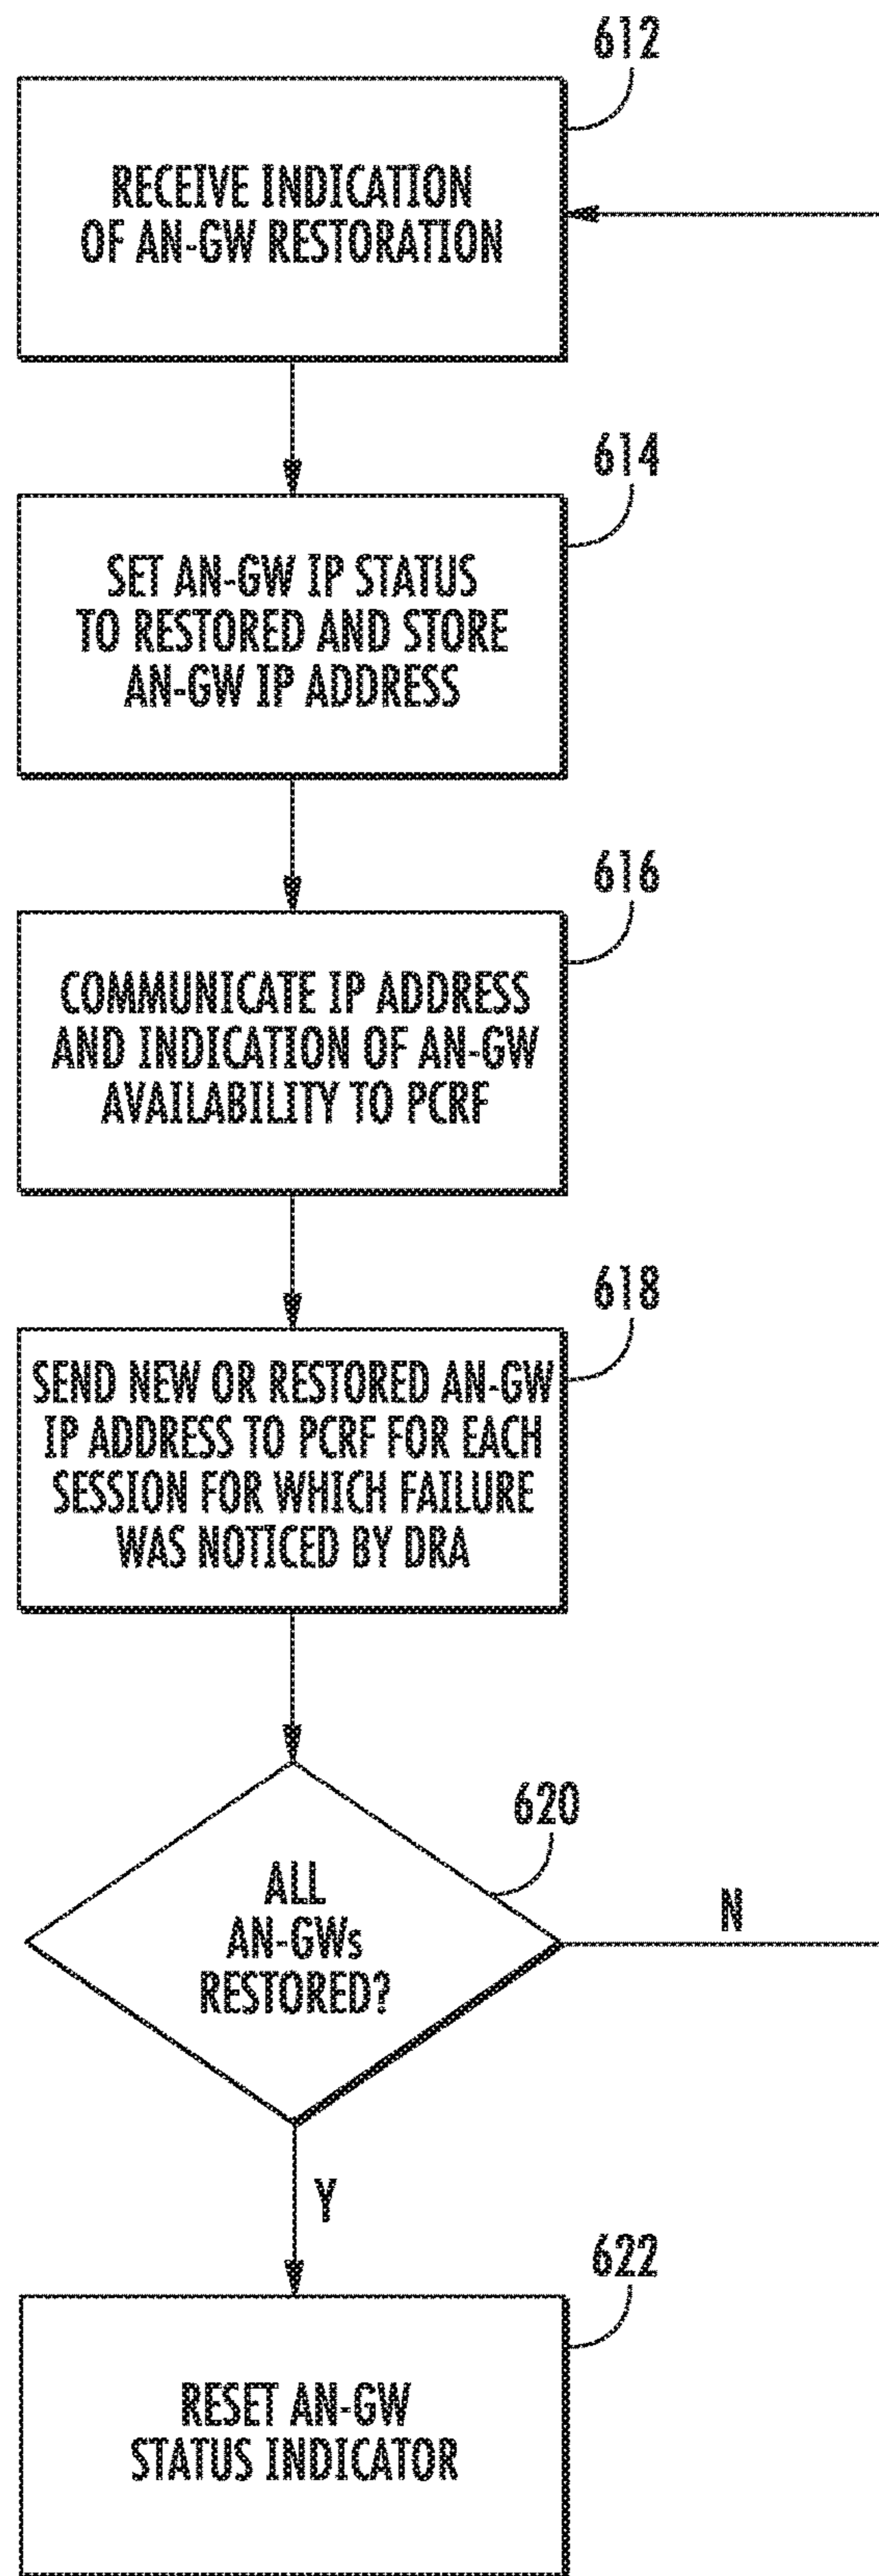 612
RECEIVE INDICATION
OF AN-GW RESTORATION
614
SET AN-GW IP STATUS
TO RESTORED AND STORE
AN-GW IP ADDRESS
616
COMMUNICATE IP ADDRESS
AND INDICATION OF AN-GW
AVAILABILITY TO PCRF
618
SEND NEW OR RESTORED AN-GW
IP ADDRESS TO PCRF FOR EACH
SESSION FOR WHICH FAILURE
WAS NOTICED BY DRA
620
ALL
AN-GWs
RESTORED?
N
Y
622
RESET AN-GW
STATUS INDICATOR